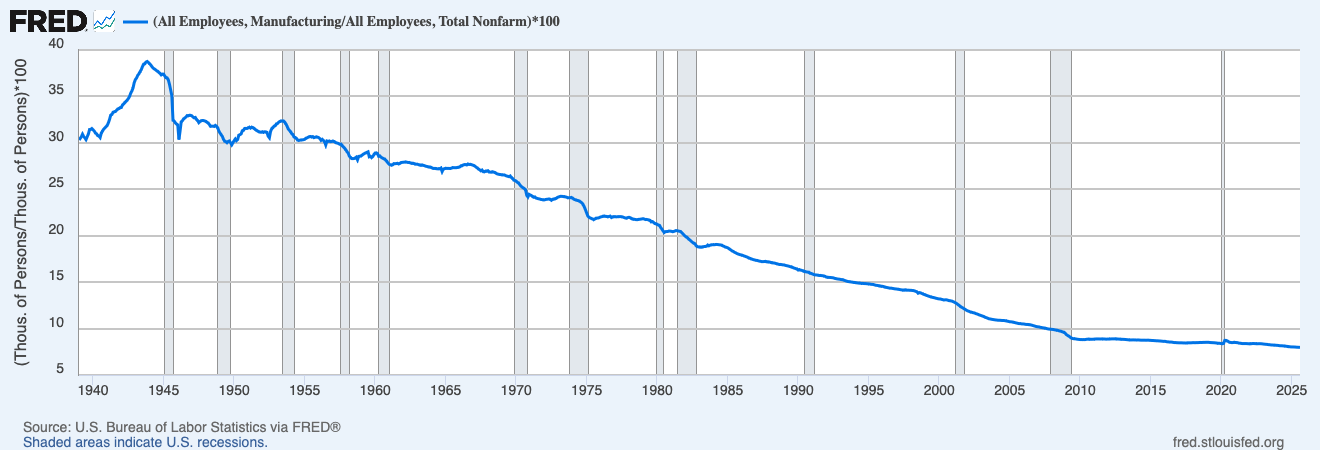 FRED
(All Employees, Manufacturing/All Employees, Total Nonfarm)*100
(Thous. of Persons/Thous. of Persons)*100
40
35
30
25
20
15
10
5
1940 1945 1950 1955 1960 1965 1970 1975 1980 1985 1990 1995 2000 2005 2010 2015 2020 2025
Source: U.S. Bureau of Labor Statistics via FRED®
Shaded areas indicate U.S. recessions.
fred.stlouisfed.org